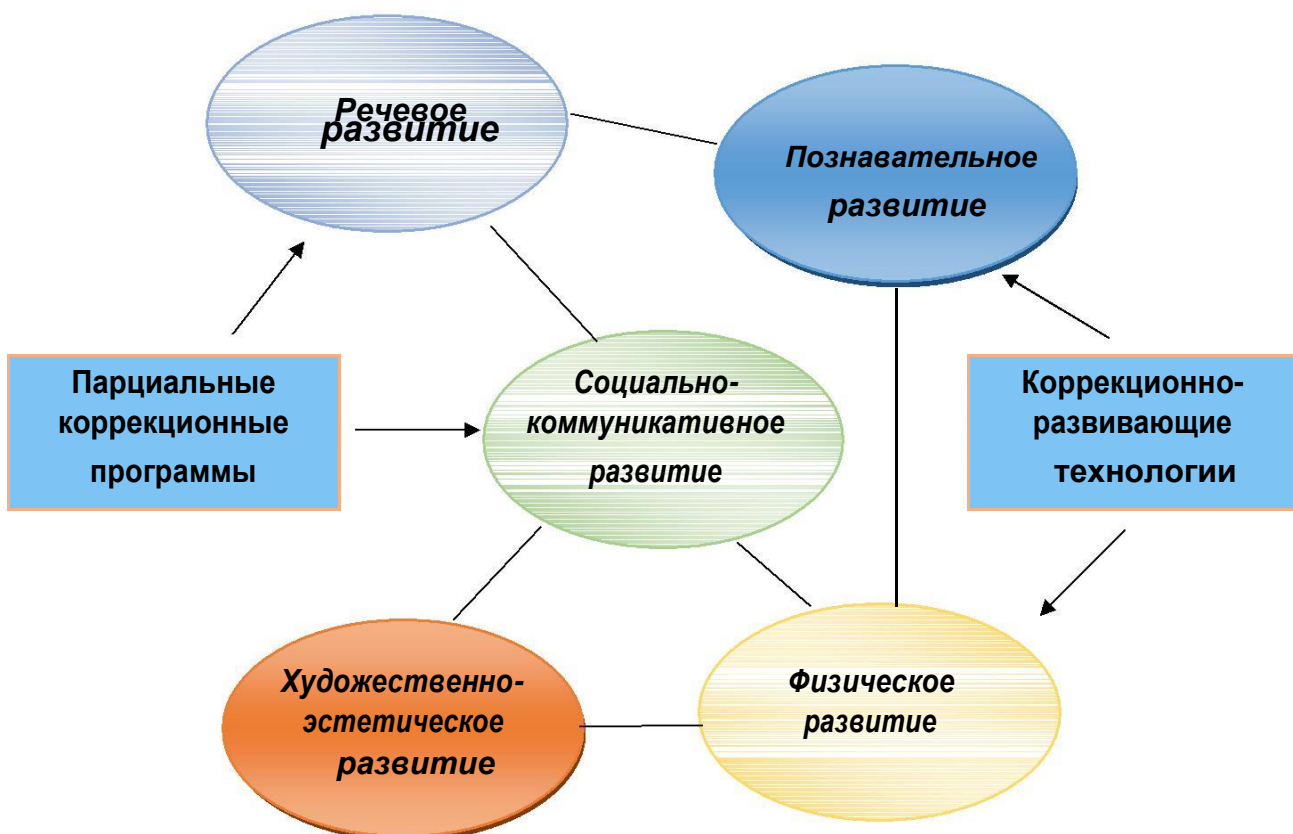 Речевое
развитие
Познавательное
развитие
Парциальные
коррекционные
программы
Социально-
коммуникативное
развитие
Коррекционно-
развивающие
технологии
Художественно-
эстетическое
развитие
Физическое
развитие